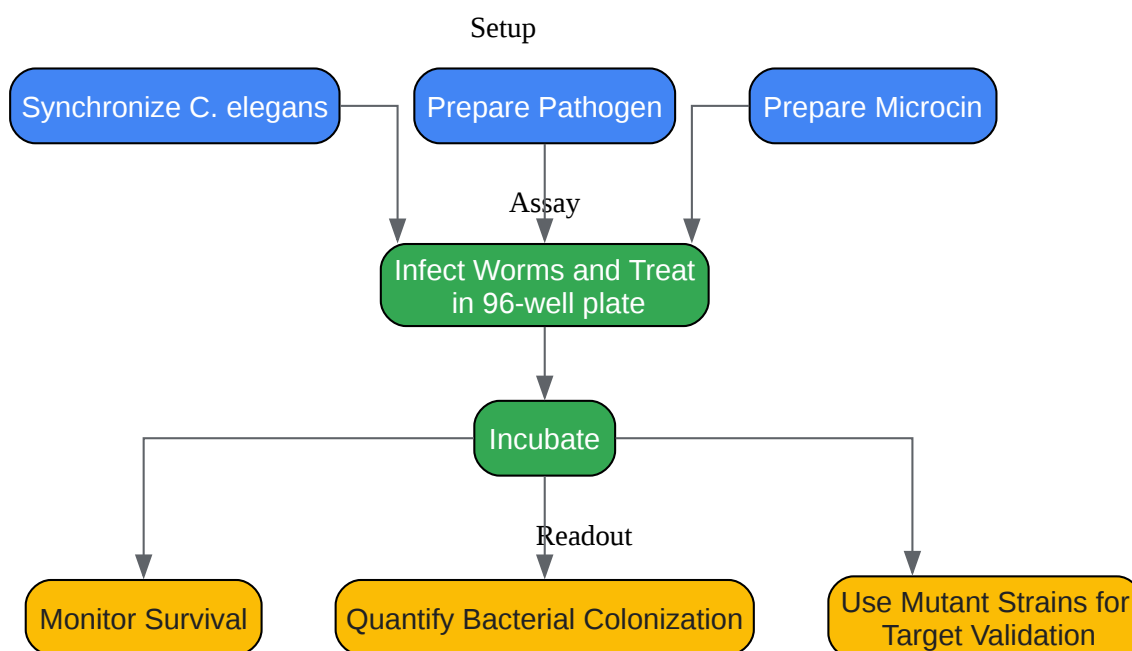 Setup
Synchronize C. elegans
Prepare Pathogen
Prepare Microcin
Assay
Infect Worms and Treat
in 96-well plate
Incubate
Readout
Monitor Survival
Quantify Bacterial Colonization
Use Mutant Strains for
Target Validation